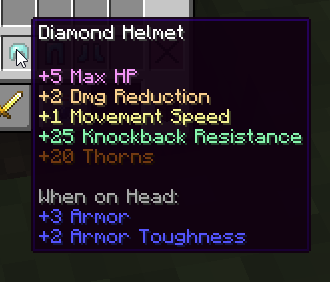 Diamond Helmet
+5 Max HP
+2 Dmg Reduction
+1 Movement Speed
+25 Knockback Resistance
+20 Thorns
When on Head:
+3 Armor
+2 Armor Toughness